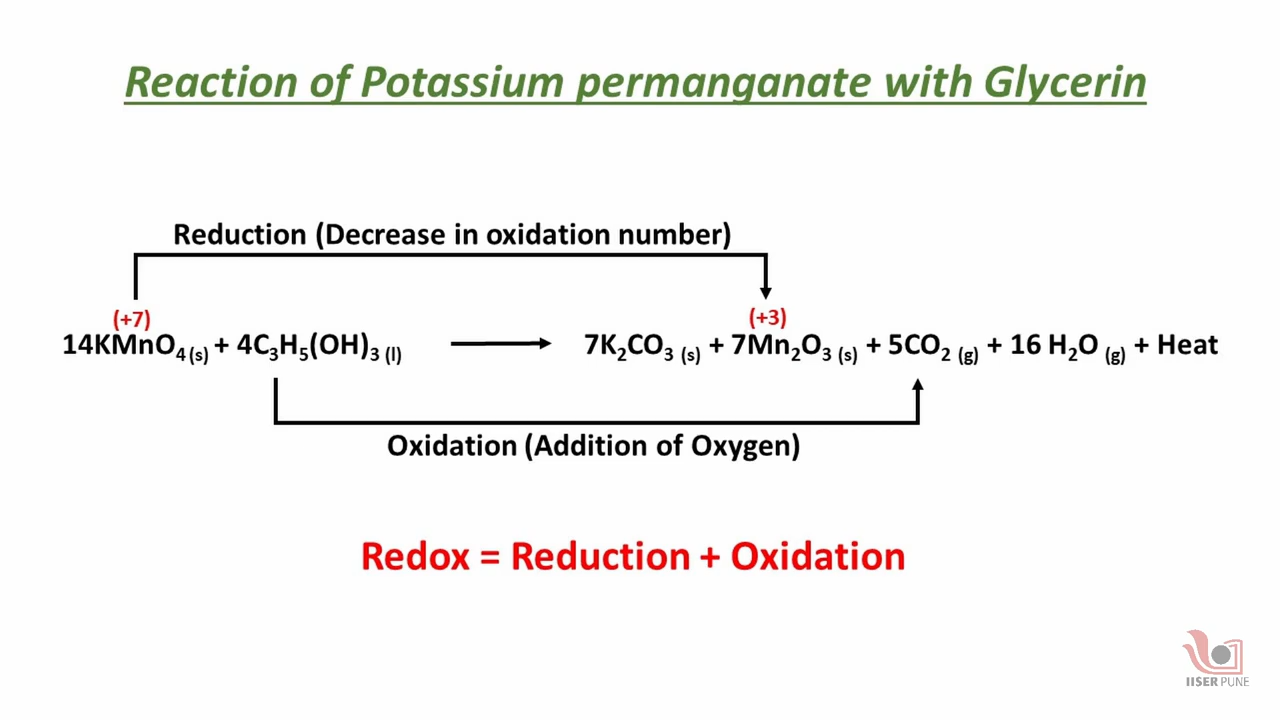 Reaction of Potassium permanganate with Glycerin
Reduction (Decrease in oxidation number)
(+7) (+3)
14KMnO₄ (s) + 4C₃H₅(OH)₃ (l) → 7K₂CO₃ (s) + 7Mn₂O₃ (s) + 5CO₂ (g) + 16 H₂O (g) + Heat
Oxidation (Addition of Oxygen)
Redox = Reduction + Oxidation
IISER PUNE